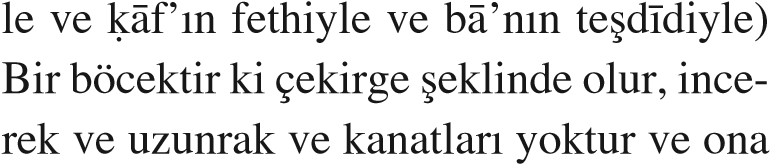 le ve ḳāf’ın fethiyle ve bā’nın teşdīdiyle)
Bir böcektir ki çekirge şeklinde olur, ince-
rek ve uzunrak ve kanatları yoktur ve ona